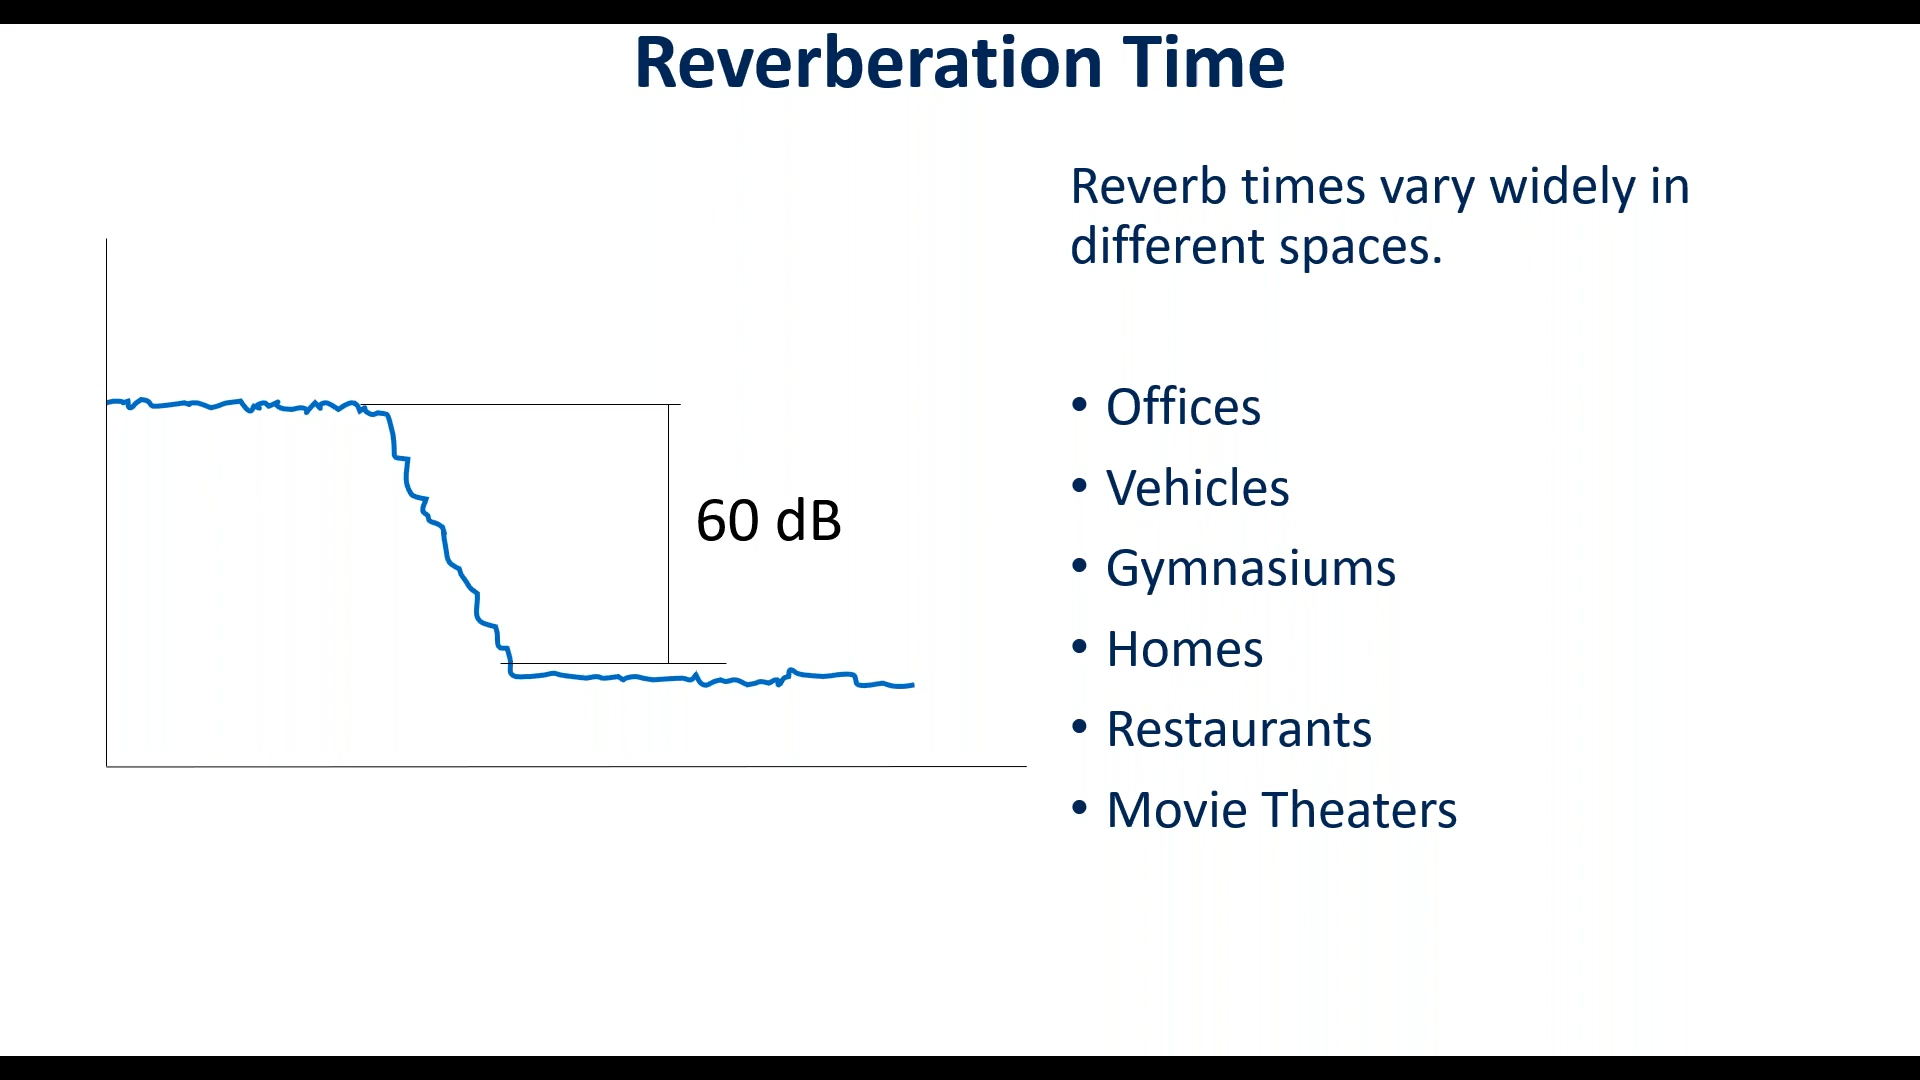 Reverberation Time
Reverb times vary widely in
different spaces.
60 dB
• Offices
• Vehicles
• Gymnasiums
• Homes
• Restaurants
• Movie Theaters